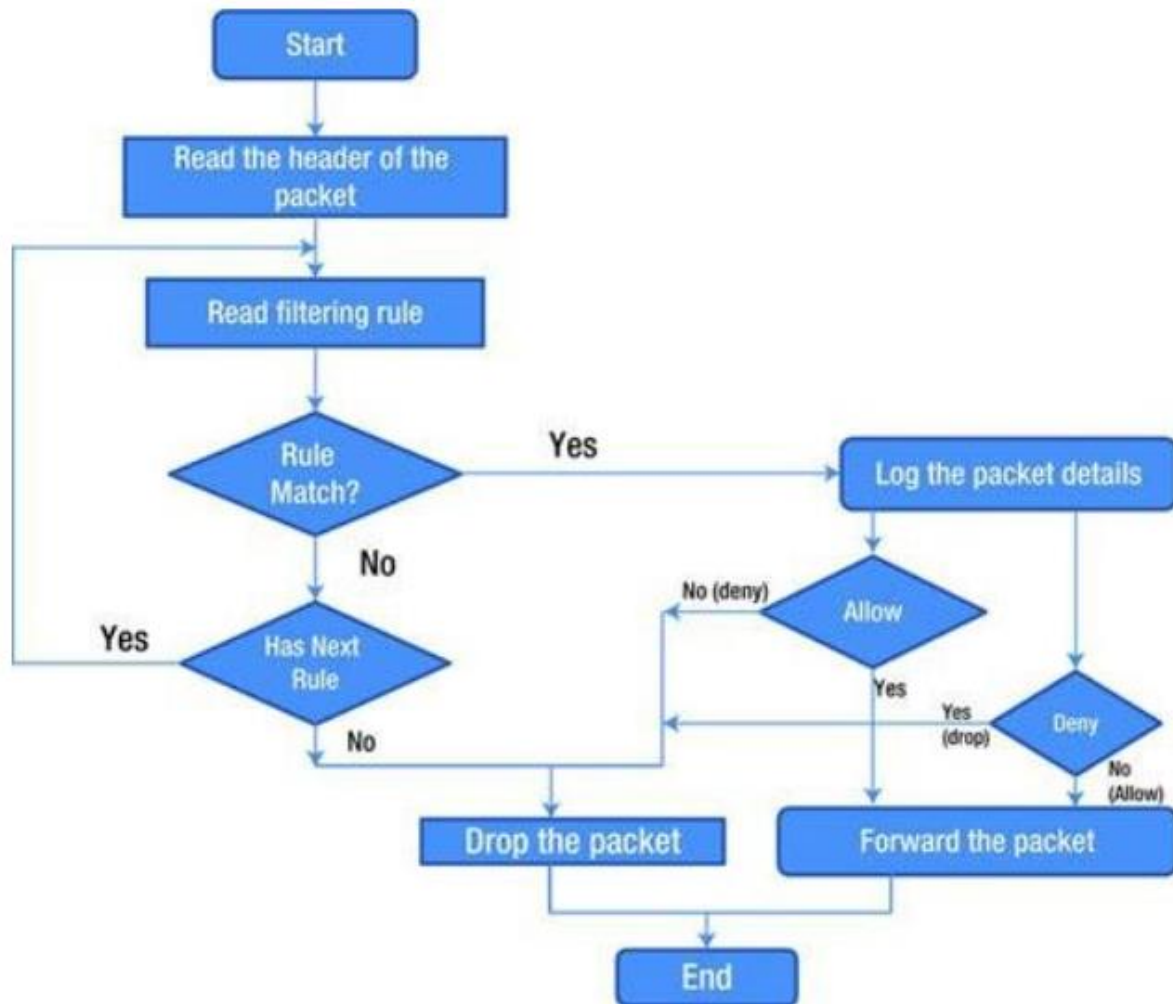 Start
Read the header of the
packet
Read filtering rule
Rule
Match?
Yes
Log the packet details
No
No (deny)
Allow
Yes
Has Next
Rule
Yes
Yes
(drop)
Deny
No
No
(Allow)
Drop the packet
Forward the packet
End